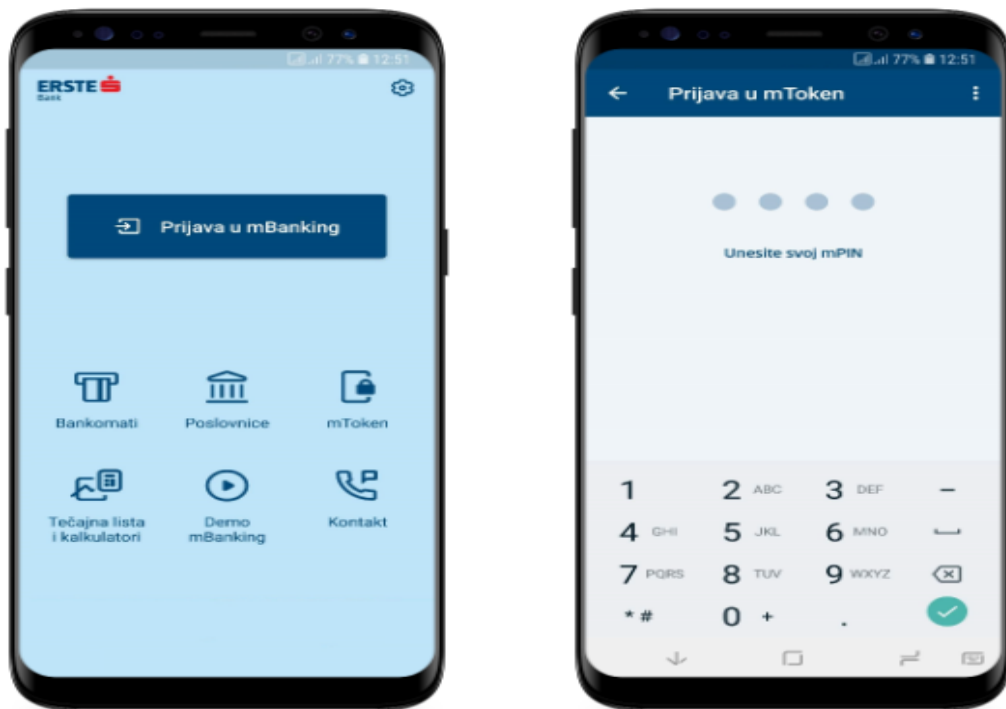 77% 12:51
ERSTE
Bank
Prijava u mBanking
Bankomati
Poslovnice
mToken
Tečajna lista
i kalkulatori
Demo
mBanking
Kontakt
77% 12:51
Prijava u mToken
Unesite svoj mPIN
1
2 ABC
3 DEF
-
4 GHI
5 JKL
6 MNO
7 PQRS
8 TUV
9 WXYZ
* #
0 +
.